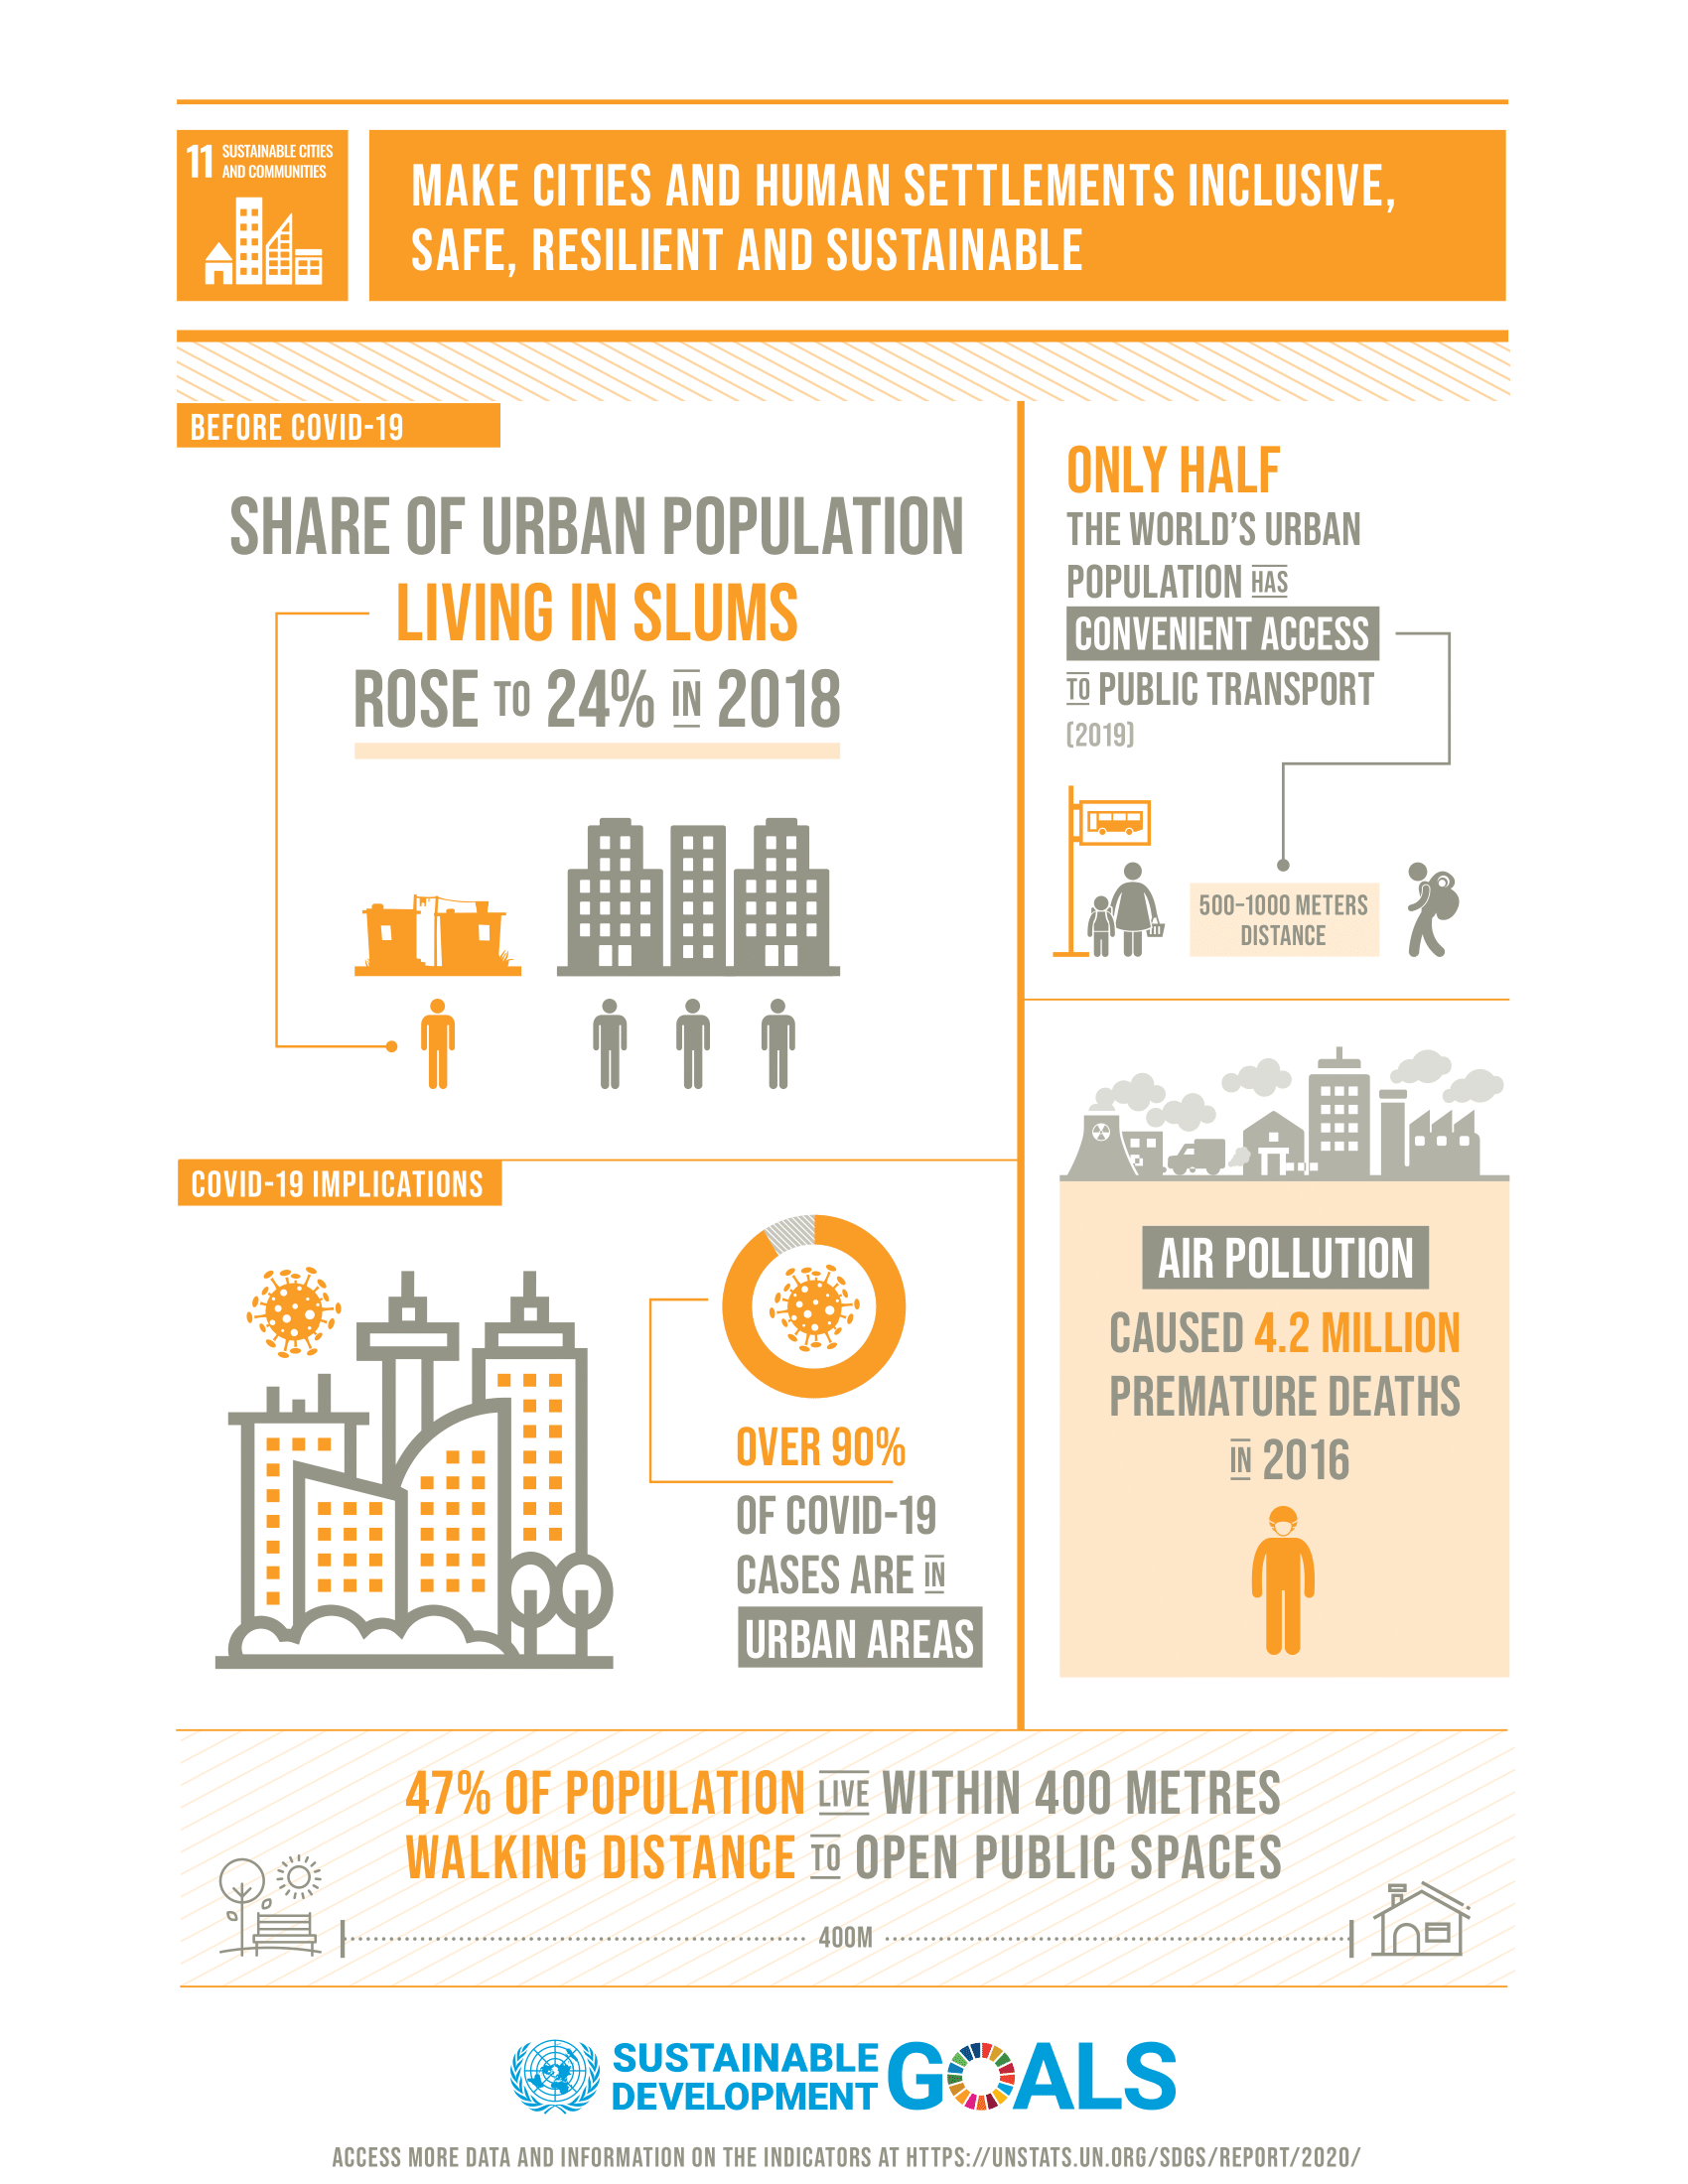 11 SUSTAINABLE CITIES
AND COMMUNITIES
MAKE CITIES AND HUMAN SETTLEMENTS INCLUSIVE,
SAFE, RESILIENT AND SUSTAINABLE
BEFORE COVID-19
SHARE OF URBAN POPULATION
LIVING IN SLUMS
ROSE TO 24% IN 2018
ONLY HALF
THE WORLD'S URBAN
POPULATION HAS
CONVENIENT ACCESS
TO PUBLIC TRANSPORT
(2019)
500-1000 METERS
DISTANCE
COVID-19 IMPLICATIONS
OVER 90%
OF COVID-19
CASES ARE IN
URBAN AREAS
AIR POLLUTION
CAUSED 4.2 MILLION
PREMATURE DEATHS
IN 2016
47% OF POPULATION LIVE WITHIN 400 METRES
WALKING DISTANCE TO OPEN PUBLIC SPACES
400M
SUSTAINABLE
DEVELOPMENT
GOALS
ACCESS MORE DATA AND INFORMATION ON THE INDICATORS AT HTTPS://UNSTATS.UN.ORG/SDGS/REPORT/2020/